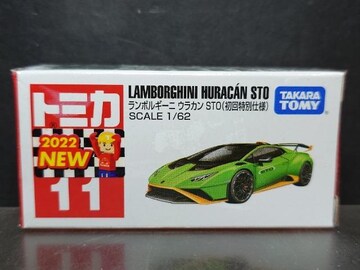 トミカ
2022
NEW
11
LAMBORGHINI HURACÁN STO
ランボルギーニ ウラカン STO(初回特別仕様)
SCALE 1/62
TAKARA
TOMY